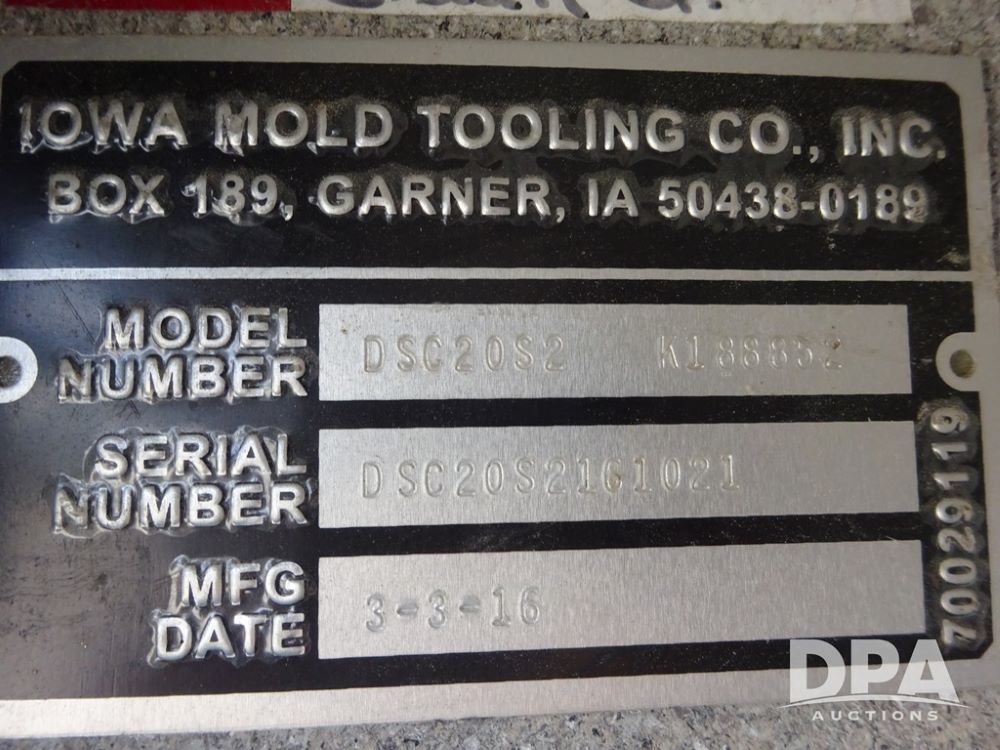 IOWA MOLD TOOLING CO., INC.
BOX 189, GARNER, IA 50438-0189
MODEL NUMBER DSC20S2 K188852
SERIAL NUMBER DSC20S21G1021
MFG DATE 3-3-16
70029119
DPA
AUCTIONS